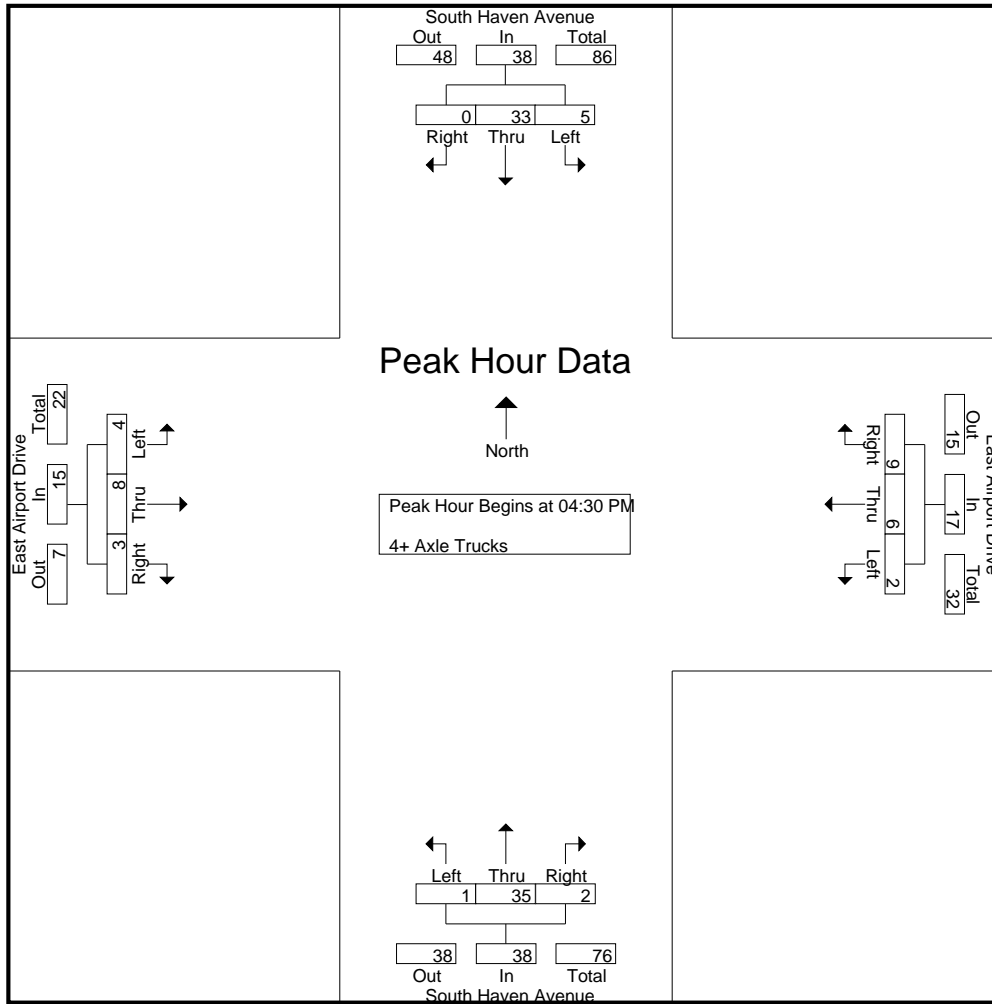 South Haven Avenue
Out In Total
48 38 86
0 33 5
Right Thru Left
Peak Hour Data
North
Peak Hour Begins at 04:30 PM
4+ Axle Trucks
East Airport Drive
Total In Out
22 15 7
4 8 3
Left Thru Right
East Airport Drive
Out In Total
15 17 32
9 6 2
Right Thru Left
Left Thru Right
1 35 2
38 38 76
Out In Total
South Haven Avenue